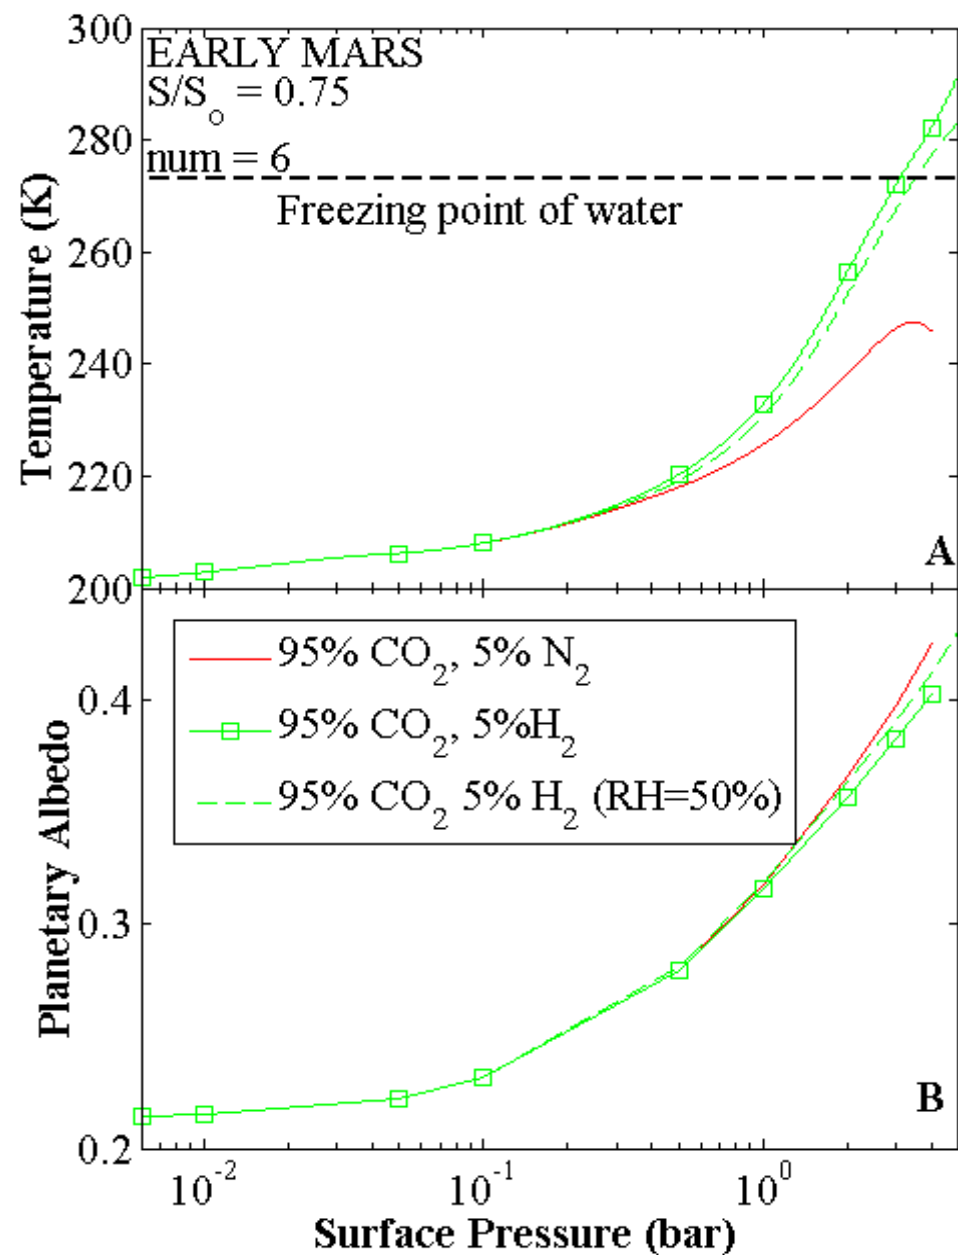 300
280
260
240
220
200
Temperature (K)
EARLY MARS
S/S₀ = 0.75
num = 6
Freezing point of water
A
0.4
0.3
0.2
Planetary Albedo
95% CO₂, 5% N₂
95% CO₂, 5%H₂
95% CO₂ 5% H₂ (RH=50%)
B
10⁻² 10⁻¹ 10⁰
Surface Pressure (bar)